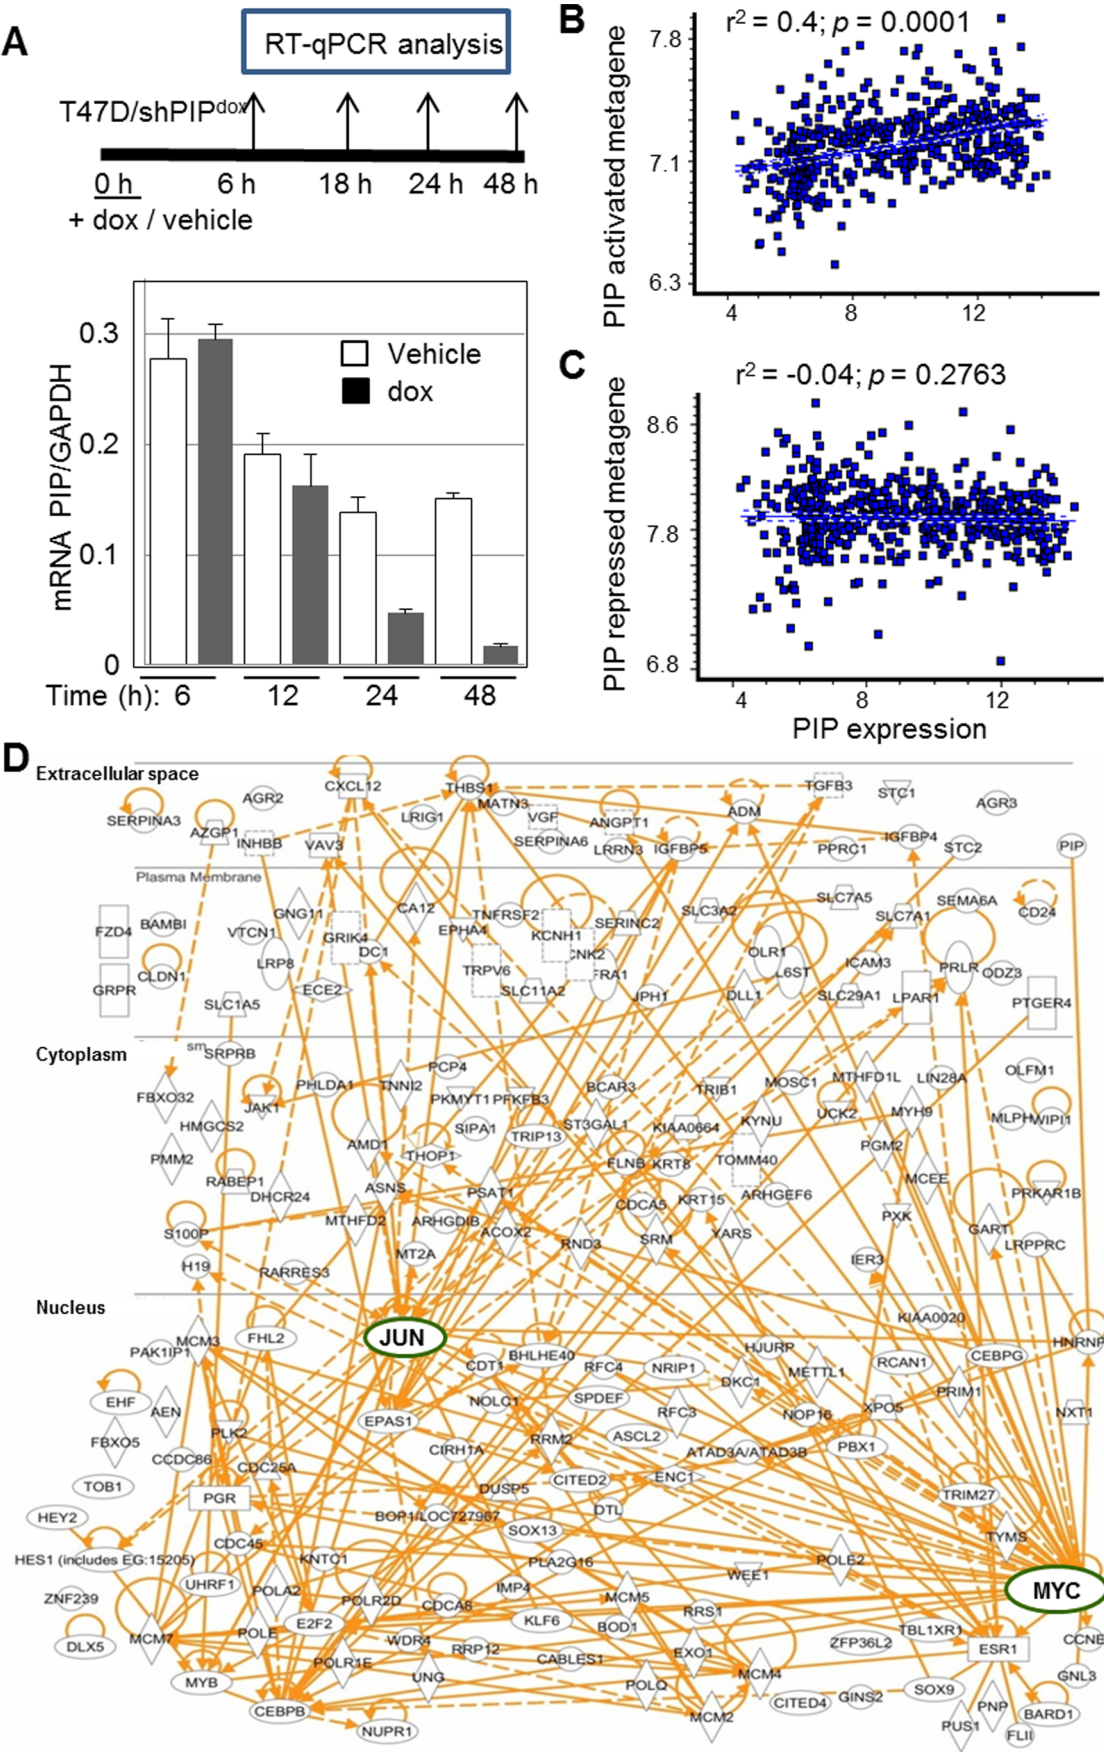 A
RT-qPCR analysis
T47D/shPIPdox
0 h 6 h 18 h 24 h 48 h
+ dox / vehicle
mRNA PIP/GAPDH
0.3
0.2
0.1
0
Vehicle
dox
Time (h): 6 12 24 48
B
r2 = 0.4; p = 0.0001
PIP activated metagene
7.8
7.1
6.3
4 8 12
C
r2 = -0.04; p = 0.2763
PIP repressed metagene
8.6
7.8
6.8
4 8 12
PIP expression
D
Extracellular space
CXCL12 THBS1 TGFB3 STC1
SERPINA3 AGR2 MATN3 ADM AGR3
AZGP1 LRIG1 VGF ANGPT1
INHBB VAV3 SERPINA6 LRRN3 IGFBP5 PPRC1 IGFBP4 STC2 PIP
Plasma Membrane
FZD4 BAMBI GNG11 CA12 TNFRSF2 SERINC2 SLC3A2 SLC7A5 SLC7A1 SEMA6A CD24
VTCN1 GRIK4 DC1 EPHA4 KCNH1 CNK2 OLR1
GRPR CLDN1 LRP8 TRPV6 FRA1 L6ST ICAM3 PRLR ODZ3
SLC1A5 ECE2 SLC11A2 JPH1 DLL1 SLC29A1 LPAR1 PTGER4
Cytoplasm
sm SRPRB
PCP4
FBXO32 JAK1 PHLDA1 TNNI2 PKMYT1 PFKFB3 BCAR3 TRIB1 MOSC1 MTHFD1L LIN28A OLFM1
HMGCS2 SIPA1 TRIP13 ST3GAL1 KIAA0664 KYNU UCK2 MYH9 MLPH WIPI1
PMM2 AMD1 THOP1 FLNB KRT8 TOMM40 PGM2
RABEP1 DHCR24 ASNS PSAT1 CDCA5 KRT15 ARHGEF6 MCEE PRKAR1B
S100P MTHFD2 ARHGDIB ACOX2 RND3 SRM YARS PXK GART
H19 RARRES3 MT2A IER3 LRPPRC
Nucleus
KIAA0020
PAK1IP1 MCM3 FHL2 JUN BHLHE40 HJURP CEBPG HNRNP
CDT1 RFC4 NRIP1 DKC1 METTL1 RCAN1
EHF AEN NOLC1 SPDEF RFC3 NOP16 XPO5 PRIM1 NXT1
FBXO5 PLK2 EPAS1 RRM2 ASCL2
CCDC86 CDC25A CIRH1A ATAD3A/ATAD3B PBX1
TOB1 PGR DUSP5 CITED2 ENC1 TRIM27
HEY2 BOP1/LOC727967 DTL
CDC45 SOX13 TYMS
HES1 (includes EG:15205) KNTC1 PLA2G16 POLE2
ZNF239 UHRF1 POLA2 POLR2D CDCA8 IMP4 MCM5 WEE1 MYC
E2F2 KLF6 RRS1
DLX5 MCM7 POLE WDR4 RRP12 BOD1 ZFP36L2 TBL1XR1 ESR1 CCNE
POLR1E UNG CABLES1 EXO1 MCM4
MYB POLQ SOX9 GNL3
CEBPB NUPR1 MCM2 CITED4 GINS2 PNP BARD1
PUS1 FLII